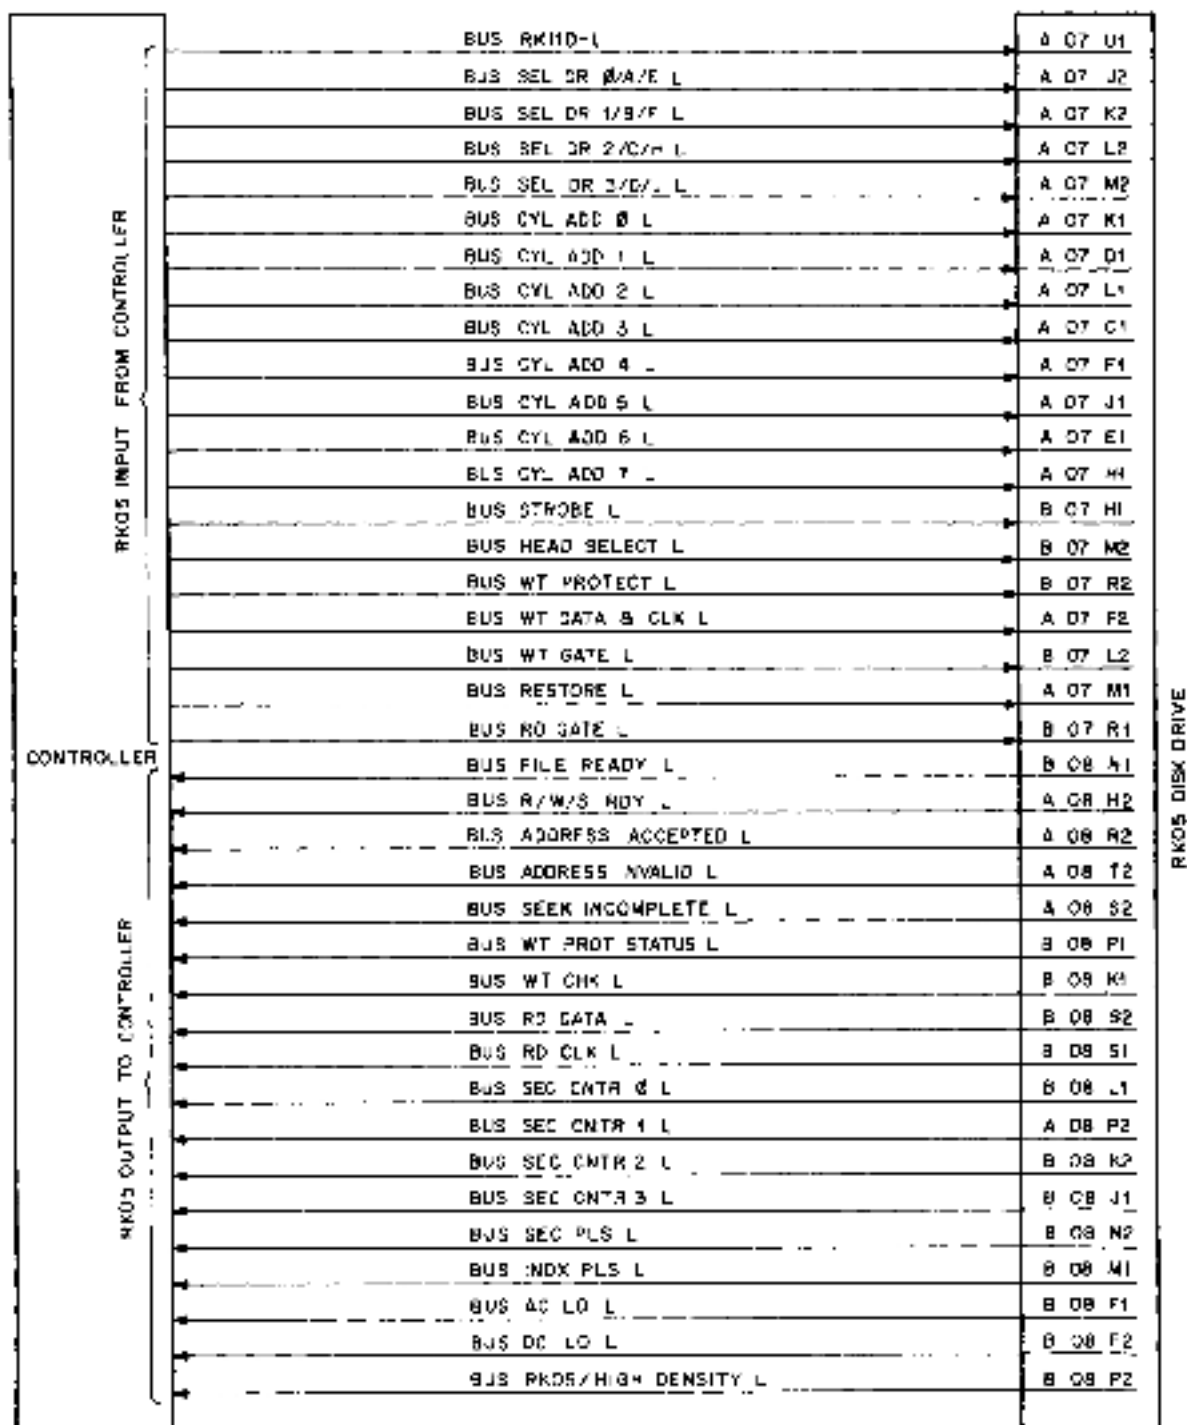 BUS RK11D-L A 07 U1
BUS SEL DR Ø/A/E L A 07 J2
BUS SEL DR 1/B/F L A 07 K2
BUS SEL DR 2/C/H L A 07 L2
BUS SEL DR 3/D/J L A 07 M2
BUS CYL ADD Ø L A 07 K1
BUS CYL ADD 1 L A 07 D1
BUS CYL ADD 2 L A 07 L1
BUS CYL ADD 3 L A 07 C1
BUS CYL ADD 4 L A 07 F1
BUS CYL ADD 5 L A 07 J1
BUS CYL ADD 6 L A 07 E1
BUS CYL ADD 7 L A 07
BUS STROBE L B 07 H1
BUS HEAD SELECT L B 07 M2
BUS WT PROTECT L B 07 R2
BUS WT DATA & CLK L A 07 F2
BUS WT GATE L B 07 L2
BUS RESTORE L A 07 M1
BUS RD GATE L B 07 R1
BUS FILE READY L B 08
BUS R/W/S RDY L A 08 H2
BUS ADDRESS ACCEPTED L A 08 R2
BUS ADDRESS INVALID L A 08 T2
BUS SEEK INCOMPLETE L A 08 S2
BUS WT PROT STATUS L B 08 P1
BUS WT CHK L B 08 K1
BUS RD DATA L B 08 S2
BUS RD CLK L B 08 S1
BUS SEC CNTR Ø L B 08
BUS SEC CNTR 1 L A 08 P2
BUS SEC CNTR 2 L B 08 K2
BUS SEC CNTR 3 L B 08 J1
BUS SEC PLS L B 08 N2
BUS INDX PLS L B 08 M1
BUS AC LO L B 08 F1
BUS DC LO L B 08 F2
BUS RK05/HIGH DENSITY L B 08 P2
RK05 INPUT FROM CONTROLLER
CONTROLLER
RK05 OUTPUT TO CONTROLLER
RK05 DISK DRIVE